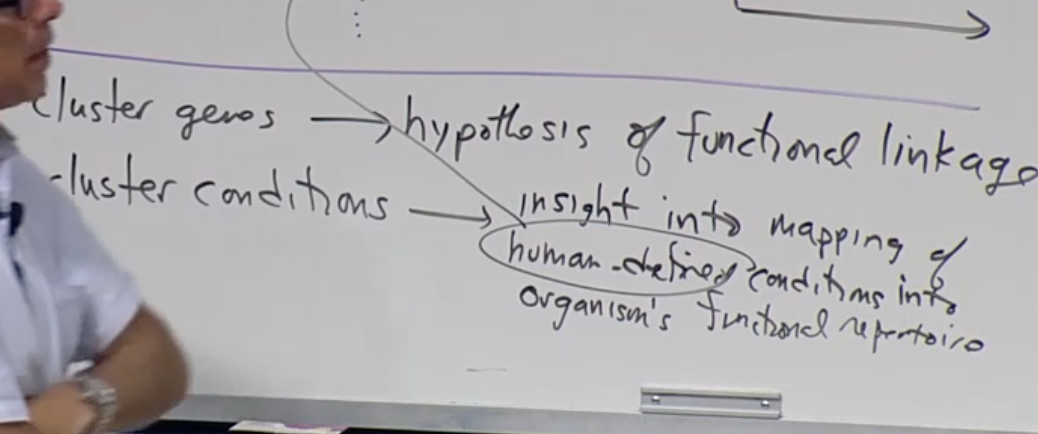 cluster genes → hypothesis of functional linkage
cluster conditions → insight into mapping of
human-defined conditions into
organism's functional repertoire